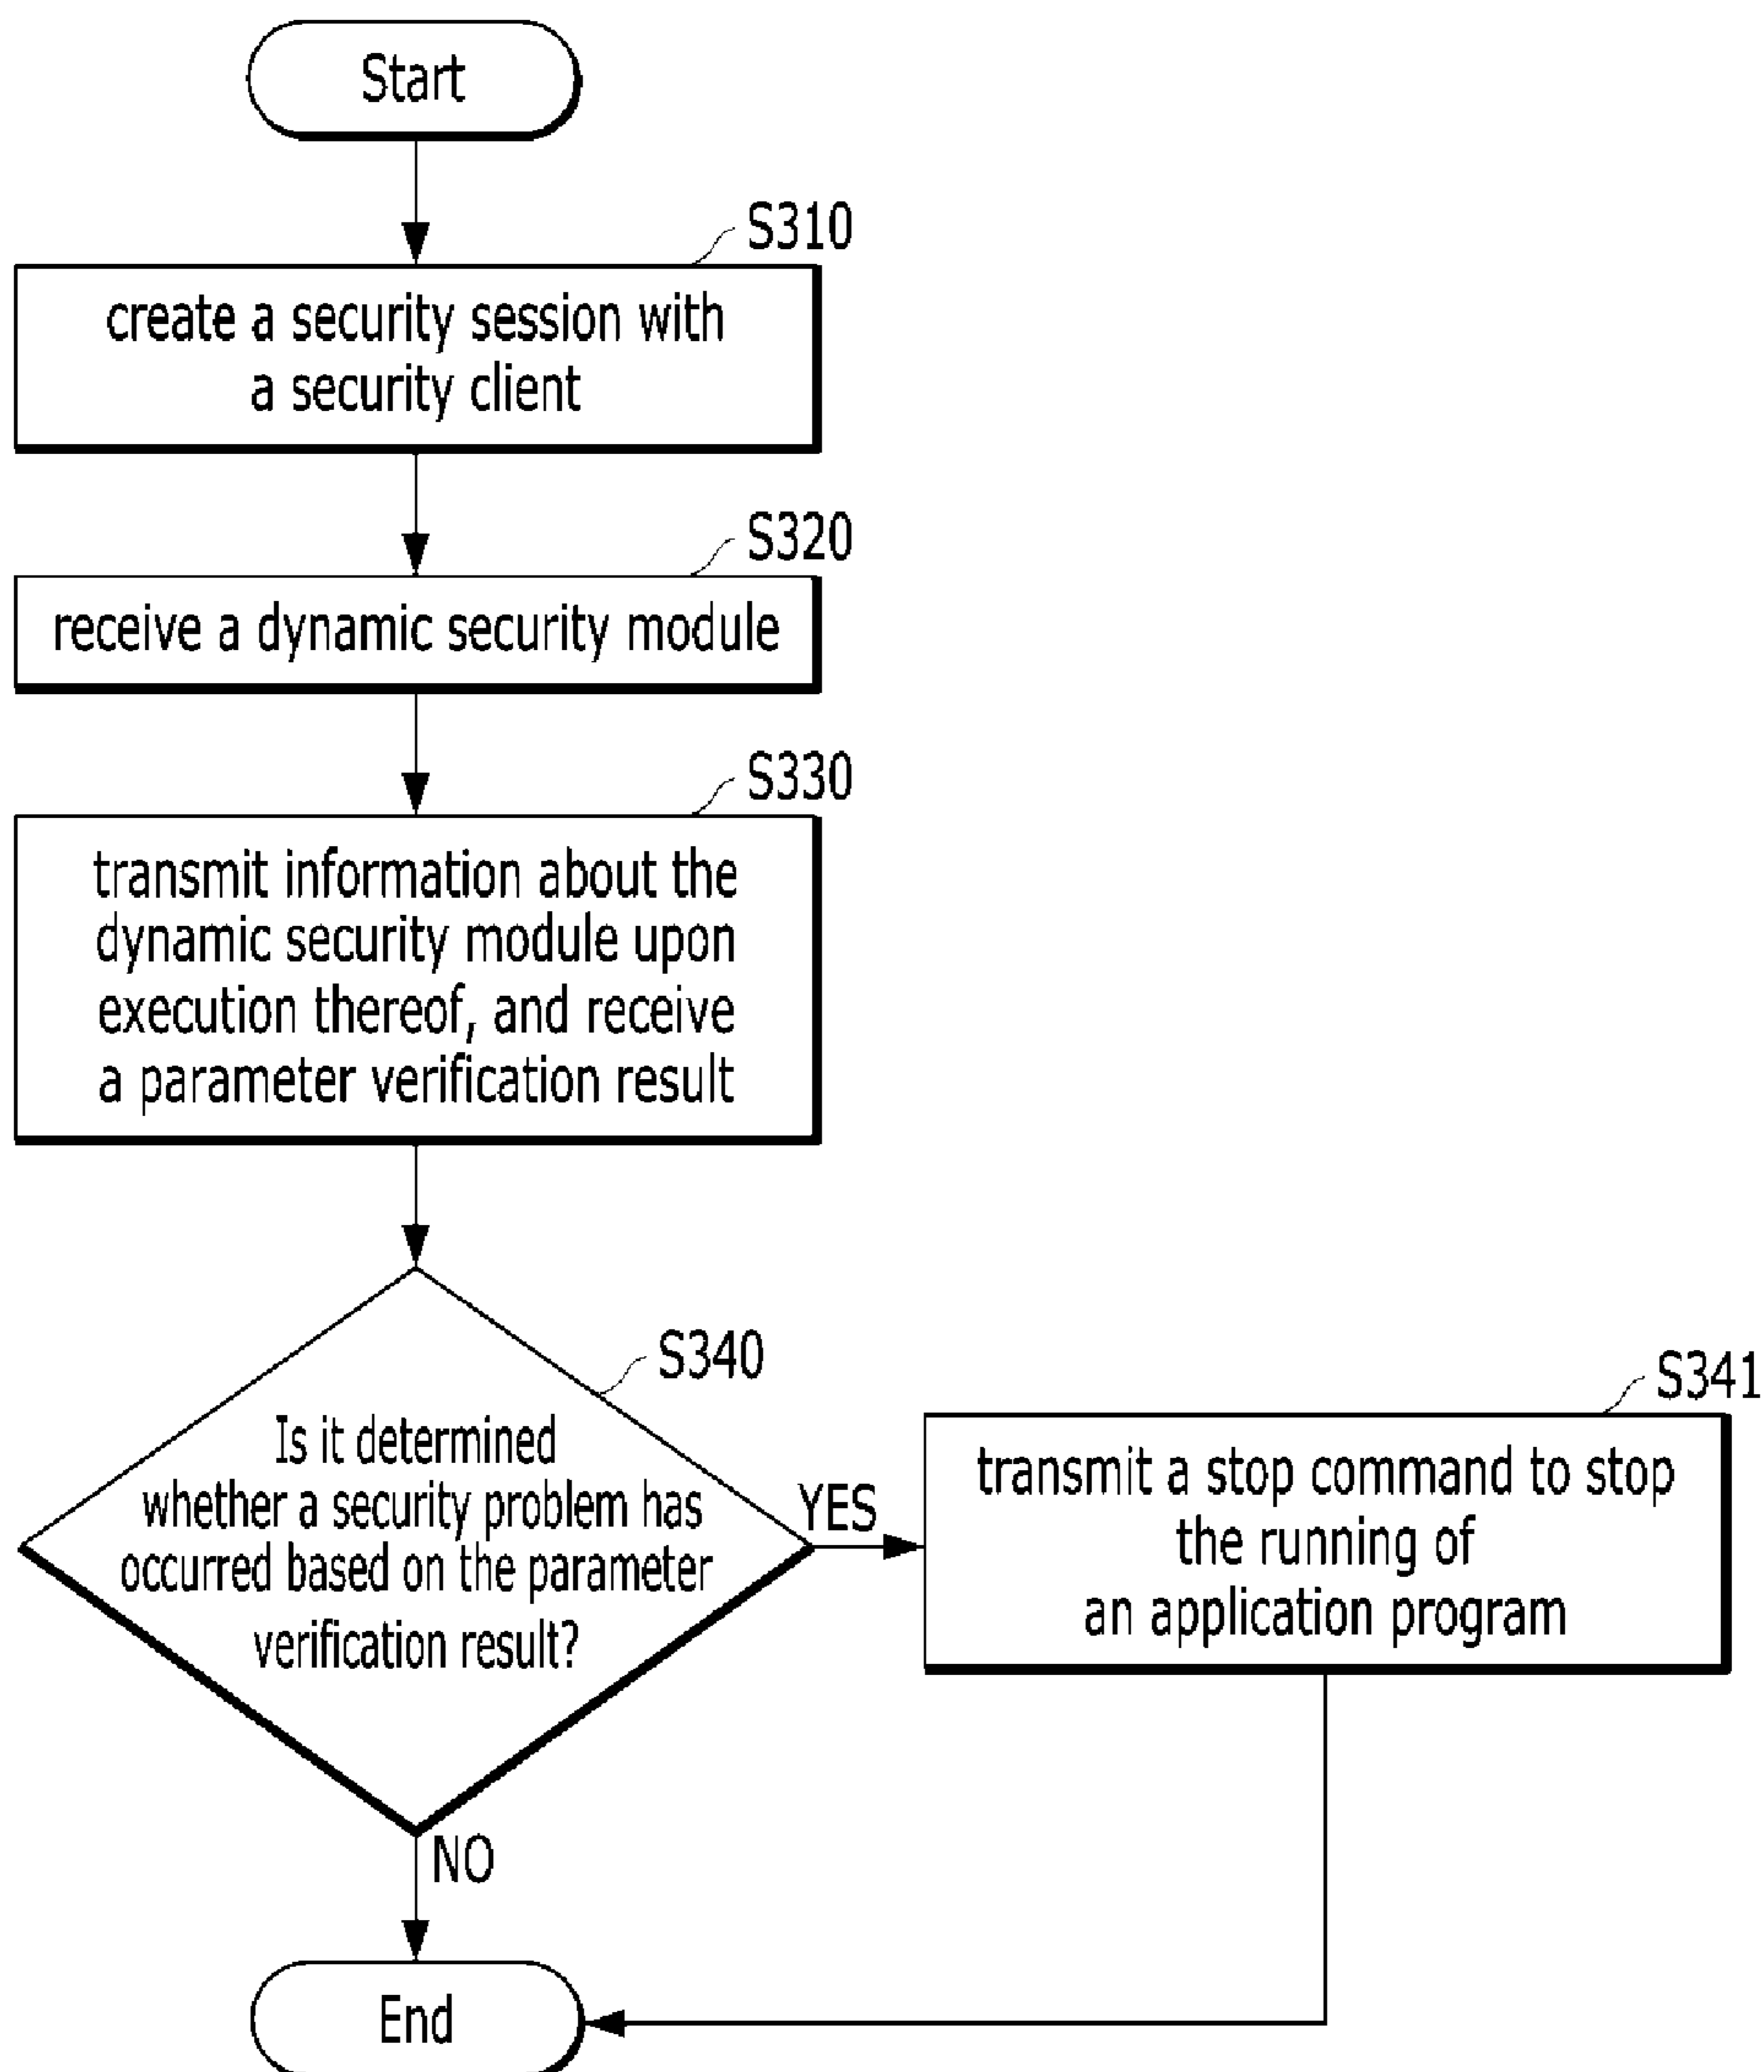 Start
S310
create a security session with
a security client
S320
receive a dynamic security module
S330
transmit information about the
dynamic security module upon
execution thereof, and receive
a parameter verification result
S340
Is it determined
whether a security problem has
occurred based on the parameter
verification result?
YES
S341
transmit a stop command to stop
the running of
an application program
NO
End